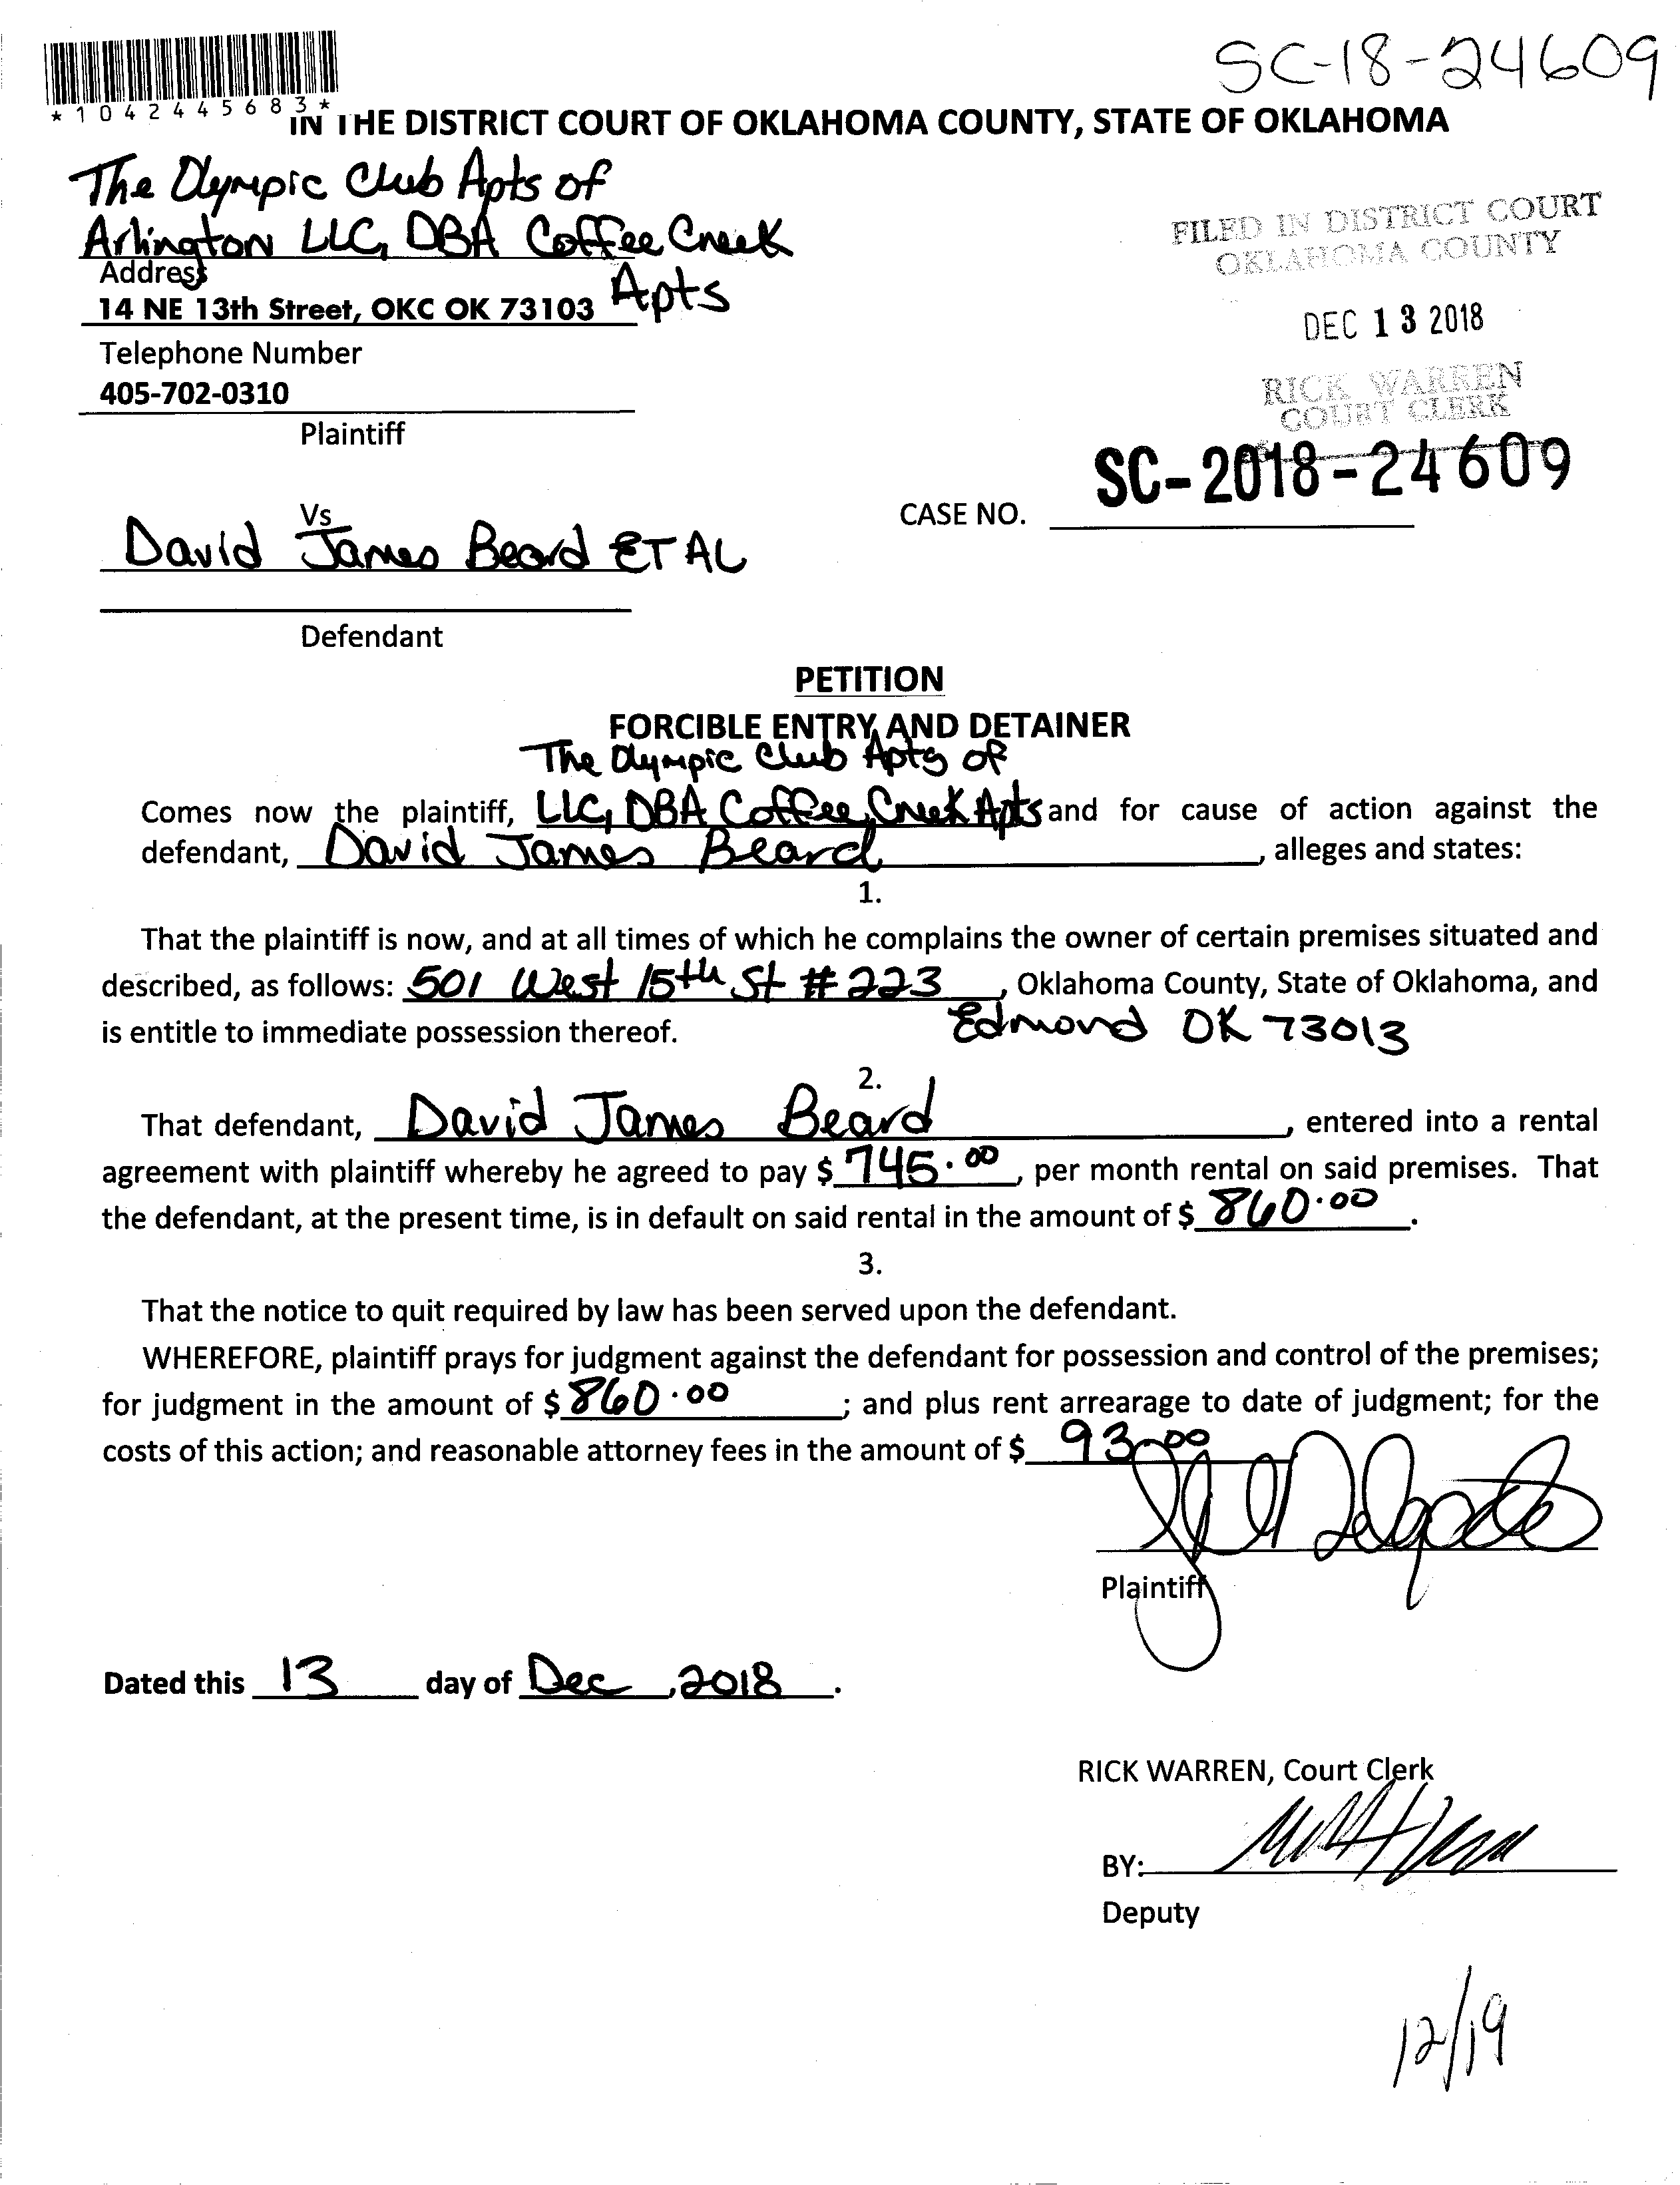 SC-18-24609
*1042445683*
IN THE DISTRICT COURT OF OKLAHOMA COUNTY, STATE OF OKLAHOMA
The Olympic Club Apts of
Arlington LLC, DBA Coffee Creek
Apts
Address
14 NE 13th Street, OKC OK 73103
Telephone Number
405-702-0310
Plaintiff
FILED IN DISTRICT COURT
OKLAHOMA COUNTY
DEC 13 2018
RICK WARREN
COURT CLERK
SC-2018-24609
CASE NO.
Vs
David James Beard ET AL
Defendant
PETITION
FORCIBLE ENTRY AND DETAINER
The Olympic Club Apts of
Comes now the plaintiff, LLC, DBA Coffee Creek Apts and for cause of action against the
defendant, David James Beard, alleges and states:
1.
That the plaintiff is now, and at all times of which he complains the owner of certain premises situated and
described, as follows: 501 West 15th St # 223, Oklahoma County, State of Oklahoma, and
is entitle to immediate possession thereof. Edmond OK 73013
2.
That defendant, David James Beard, entered into a rental
agreement with plaintiff whereby he agreed to pay $ 745.00, per month rental on said premises. That
the defendant, at the present time, is in default on said rental in the amount of $ 860.00.
3.
That the notice to quit required by law has been served upon the defendant.
WHEREFORE, plaintiff prays for judgment against the defendant for possession and control of the premises;
for judgment in the amount of $ 860.00; and plus rent arrearage to date of judgment; for the
costs of this action; and reasonable attorney fees in the amount of $ 93.00
Plaintiff
Dated this 13 day of Dec, 2018.
RICK WARREN, Court Clerk
BY:
Deputy
12/19